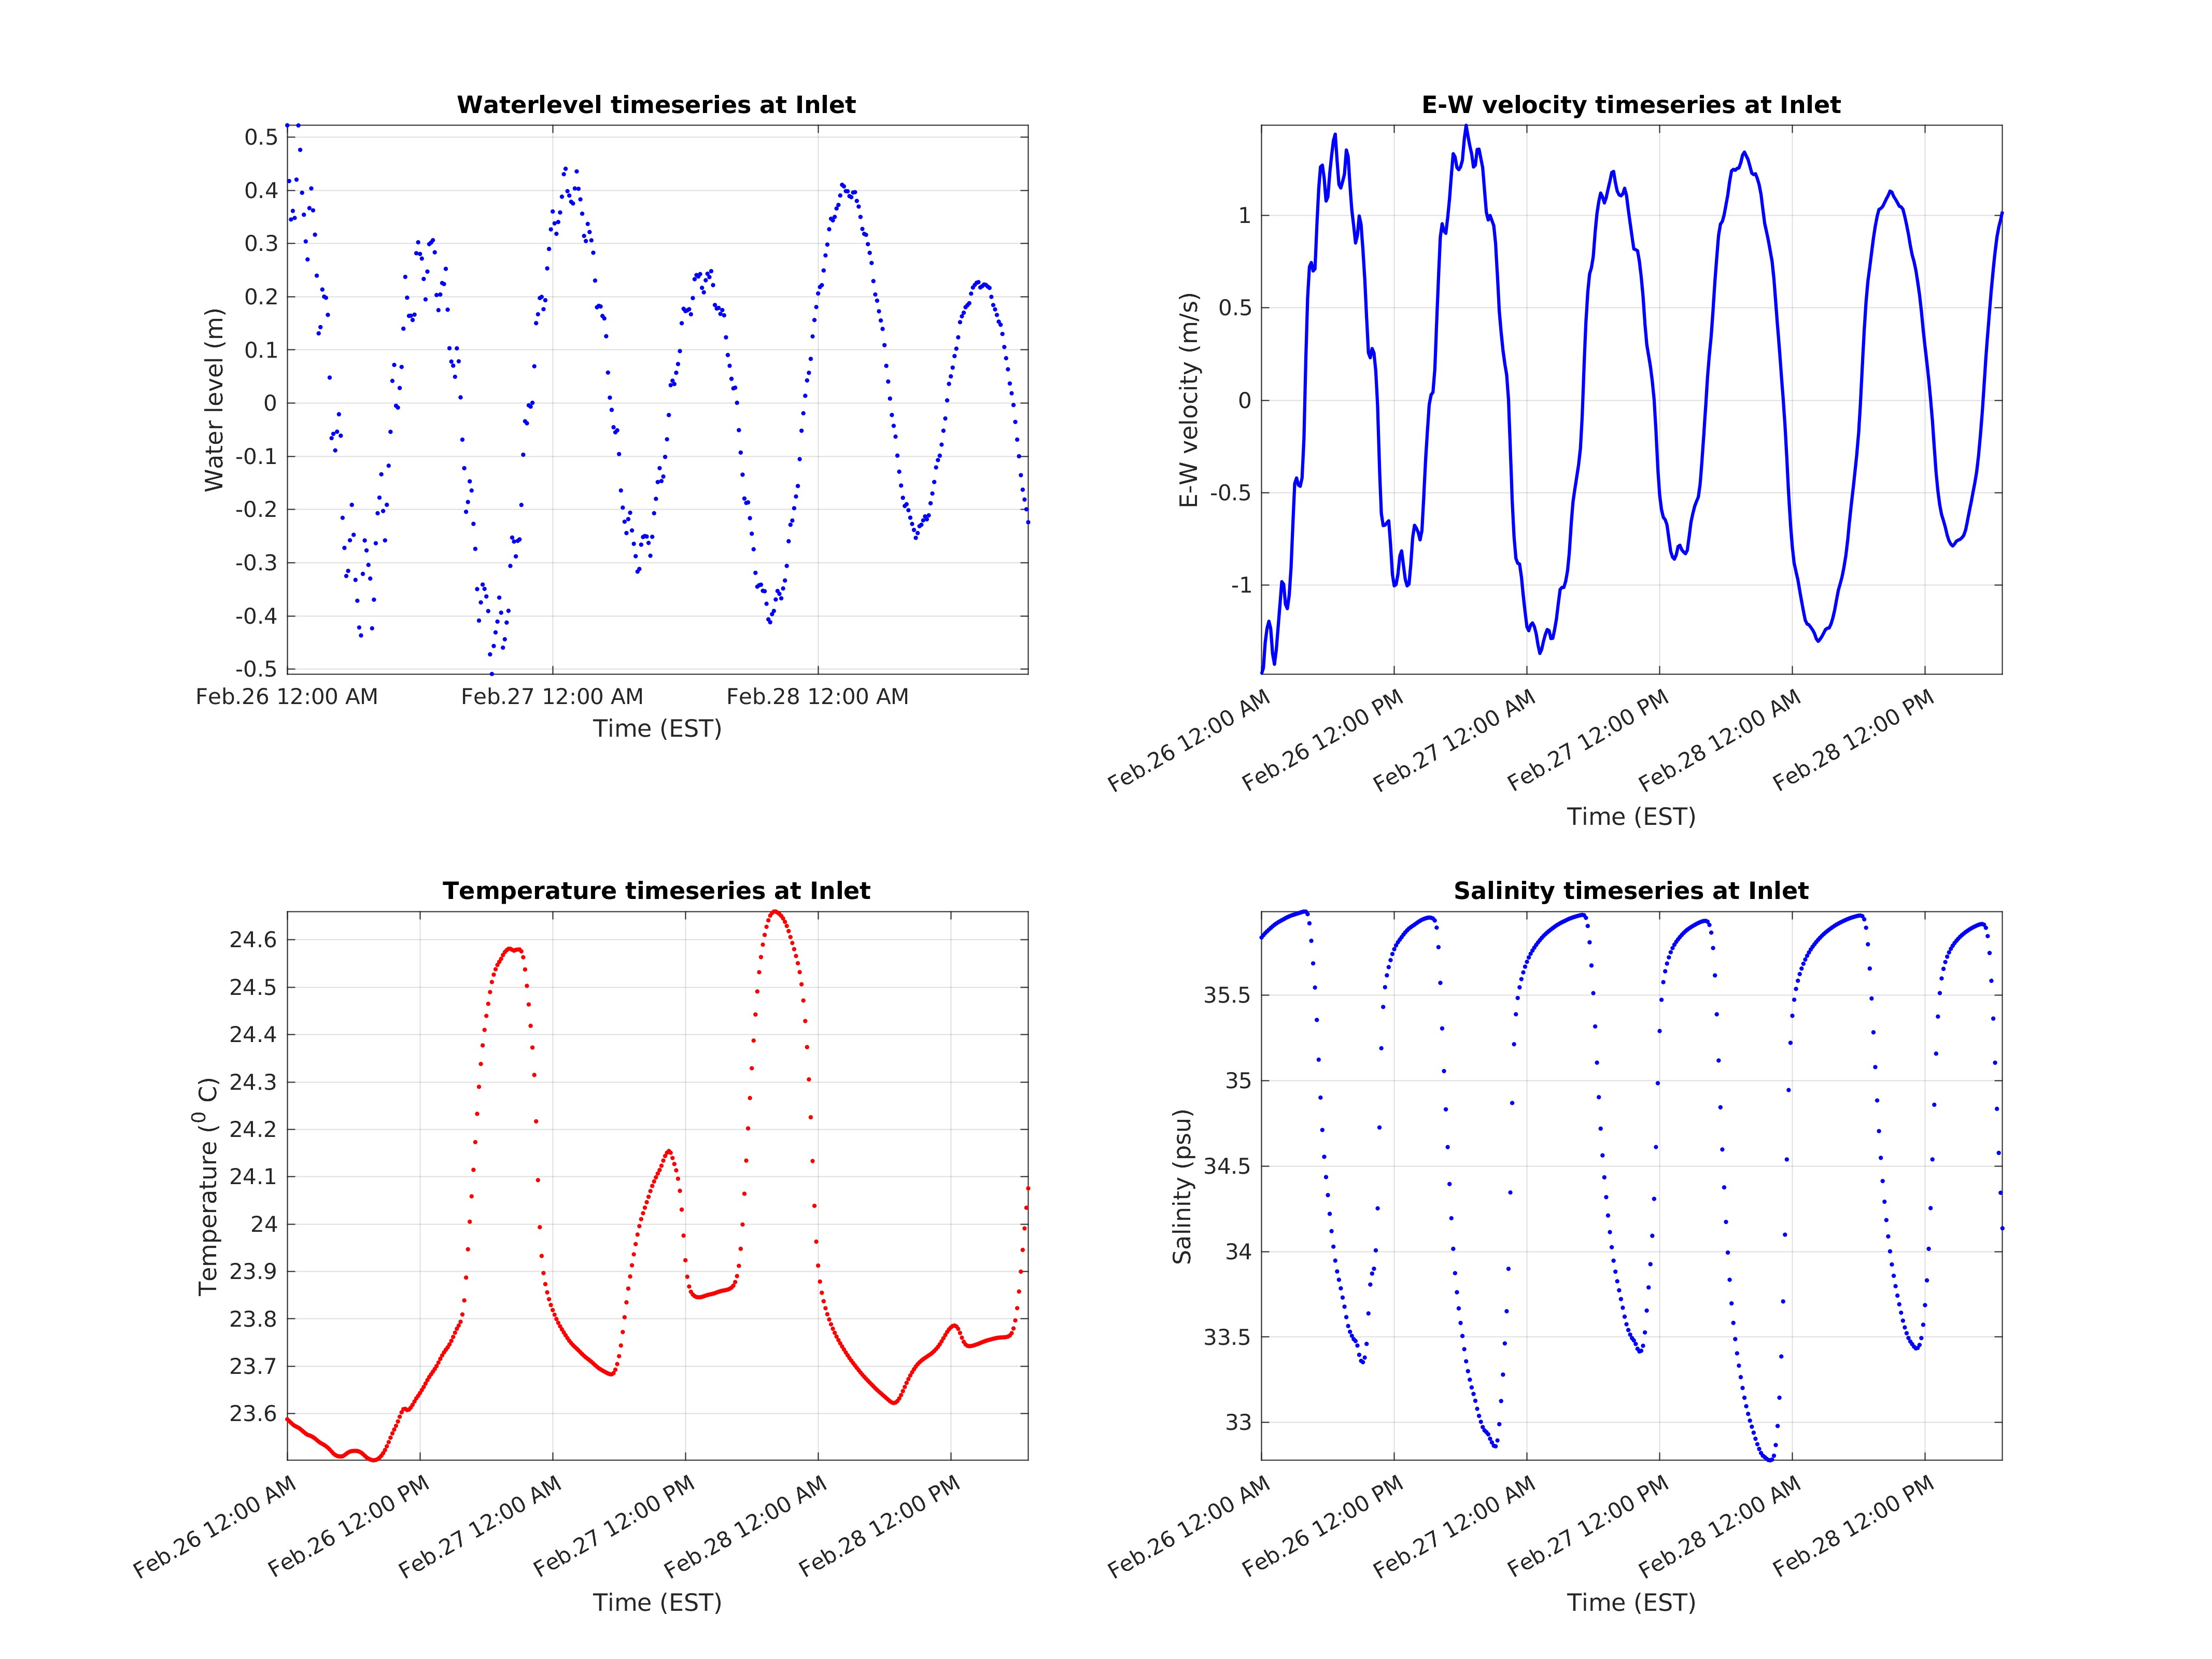 Waterlevel timeseries at Inlet
0.5
0.4
0.3
0.2
0.1
0
-0.1
-0.2
-0.3
-0.4
-0.5
Water level (m)
Feb.26 12:00 AM
Feb.27 12:00 AM
Feb.28 12:00 AM
Time (EST)
E-W velocity timeseries at Inlet
1
0.5
0
-0.5
-1
E-W velocity (m/s)
Feb.26 12:00 AM
Feb.26 12:00 PM
Feb.27 12:00 AM
Feb.27 12:00 PM
Feb.28 12:00 AM
Feb.28 12:00 PM
Time (EST)
Temperature timeseries at Inlet
24.6
24.5
24.4
24.3
24.2
24.1
24
23.9
23.8
23.7
23.6
Temperature (⁰ C)
Feb.26 12:00 AM
Feb.26 12:00 PM
Feb.27 12:00 AM
Feb.27 12:00 PM
Feb.28 12:00 AM
Feb.28 12:00 PM
Time (EST)
Salinity timeseries at Inlet
35.5
35
34.5
34
33.5
33
Salinity (psu)
Feb.26 12:00 AM
Feb.26 12:00 PM
Feb.27 12:00 AM
Feb.27 12:00 PM
Feb.28 12:00 AM
Feb.28 12:00 PM
Time (EST)